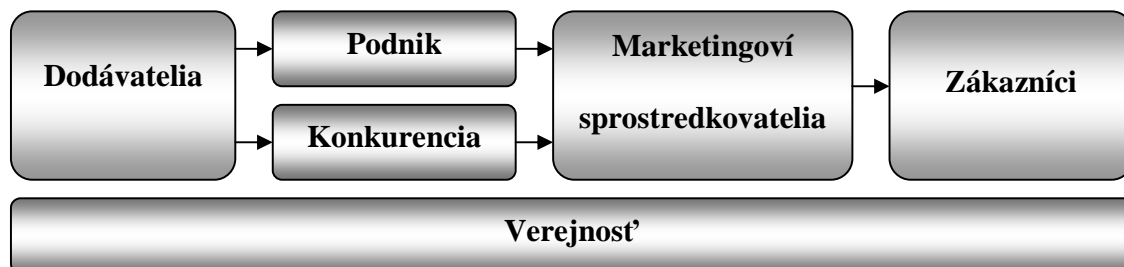 Dodávatelia
Podnik
Konkurencia
Marketingoví
sprostredkovatelia
Zákazníci
Verejnosť